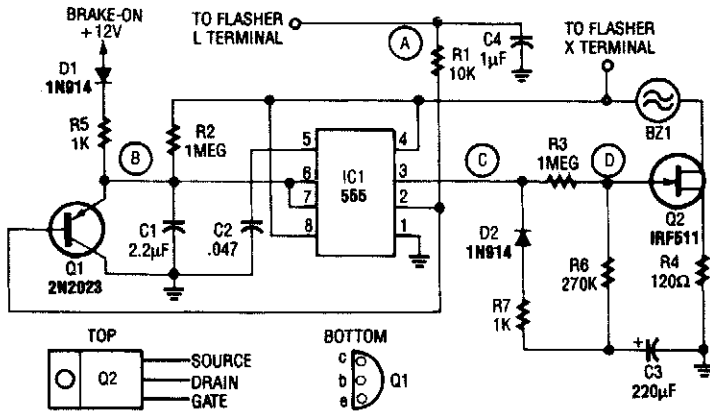 BRAKE-ON
+12V
TO FLASHER
L TERMINAL
A
C4
1µF
R1
10K
TO FLASHER
X TERMINAL
D1
1N914
R5
1K
B
R2
1MEG
5
4
6
3
7
2
8
1
IC1
555
C
R3
1MEG
D
BZ1
Q2
IRF511
C1
2.2µF
C2
.047
D2
1N914
R6
270K
R4
120Ω
R7
1K
Q1
2N2023
+
C3
220µF
TOP
Q2
SOURCE
DRAIN
GATE
BOTTOM
c
b
e
Q1